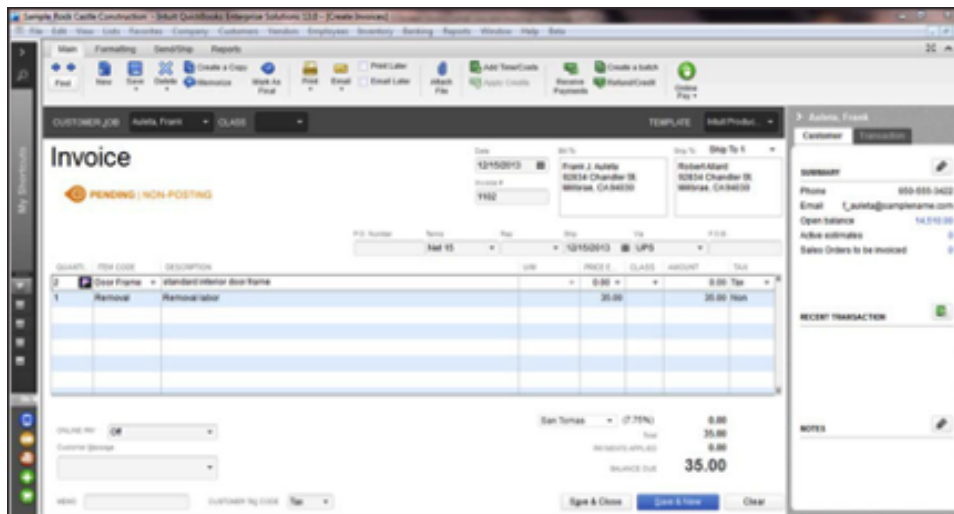 Sample Rock Castle Construction - Intuit QuickBooks Enterprise Solutions 13.0 - [Create Invoices]
File Edit View Lists Favorites Company Customers Vendors Employees Inventory Banking Reports Window Help Beta
Main Formatting Send/Ship Reports
Find New Save Delete Create a Copy Memorize Mark As Final Print Email Print Later Email Later Attach File Add Time/Costs Apply Credits Receive Payments Create a batch Refund/Credit Online Pay
My Shortcuts
CUSTOMER:JOB Auleta, Frank CLASS TEMPLATE Intuit Produc...
Auleta, Frank
Customer Transaction
Invoice
Date 12/15/2013
Bill To
Frank J. Auleta
92834 Chandler St.
Millbrae, CA 94030
Ship To Ship To 1
Robert Allard
92834 Chandler St.
Millbrae, CA 94030
PENDING | NON-POSTING
Invoice # 1102
SUMMARY
Phone 650-555-3422
Email f_auleta@samplename.com
Open balance 14,510.00
Active estimates 0
Sales Orders to be invoiced 0
P.O. Number Terms Rep Ship Via F.O.B.
Net 15 12/15/2013 UPS
ITEM CODE DESCRIPTION U/M PRICE E... CLASS AMOUNT TAX
2 Door Frame standard interior door frame 0.00 0.00 Tax
1 Removal Removal labor 35.00 35.00 Non
RECENT TRANSACTION
San Tomas (7.75%) 0.00
ONLINE PAY Off
Total 35.00
Customer Message
PAYMENTS APPLIED 0.00
BALANCE DUE 35.00
NOTES
MEMO CUSTOMER TAX CODE Tax
Save & Close Save & New Clear